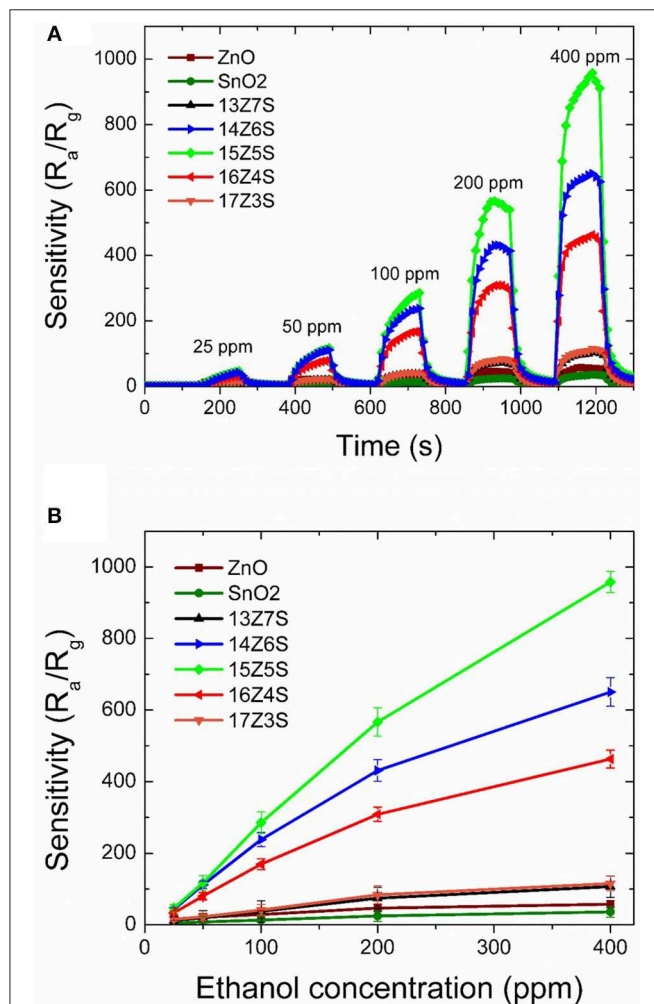 A
1000
800
600
400
200
0
Sensitivity (Ra/Rg)
ZnO
SnO2
13Z7S
14Z6S
15Z5S
16Z4S
17Z3S
25 ppm
50 ppm
100 ppm
200 ppm
400 ppm
0 200 400 600 800 1000 1200
Time (s)
B
1000
800
600
400
200
0
Sensitivity (Ra/Rg)
ZnO
SnO2
13Z7S
14Z6S
15Z5S
16Z4S
17Z3S
0 100 200 300 400
Ethanol concentration (ppm)